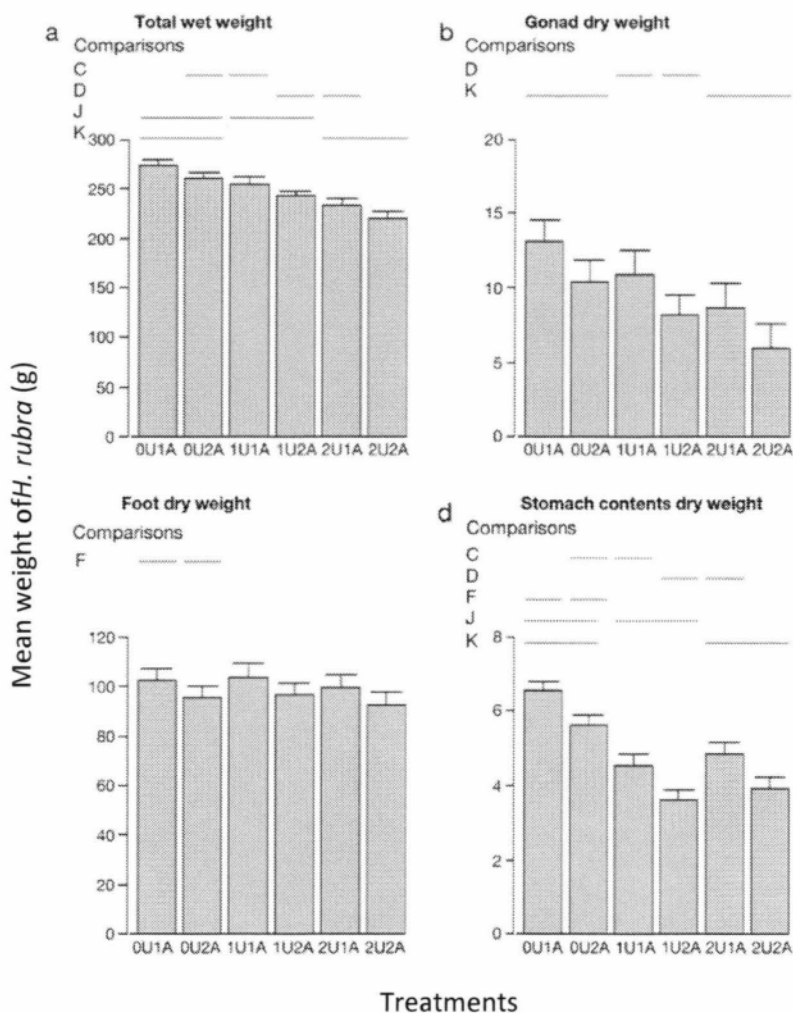 a
Total wet weight
Comparisons
C
D
J
K
300
250
200
150
100
50
0
0U1A 0U2A 1U1A 1U2A 2U1A 2U2A
b
Gonad dry weight
Comparisons
D
K
20
15
10
5
0
0U1A 0U2A 1U1A 1U2A 2U1A 2U2A
Foot dry weight
Comparisons
F
120
100
80
60
40
20
0
0U1A 0U2A 1U1A 1U2A 2U1A 2U2A
d
Stomach contents dry weight
Comparisons
C
D
F
J
K
8
6
4
2
0
0U1A 0U2A 1U1A 1U2A 2U1A 2U2A
Mean weight ofH. rubra (g)
Treatments